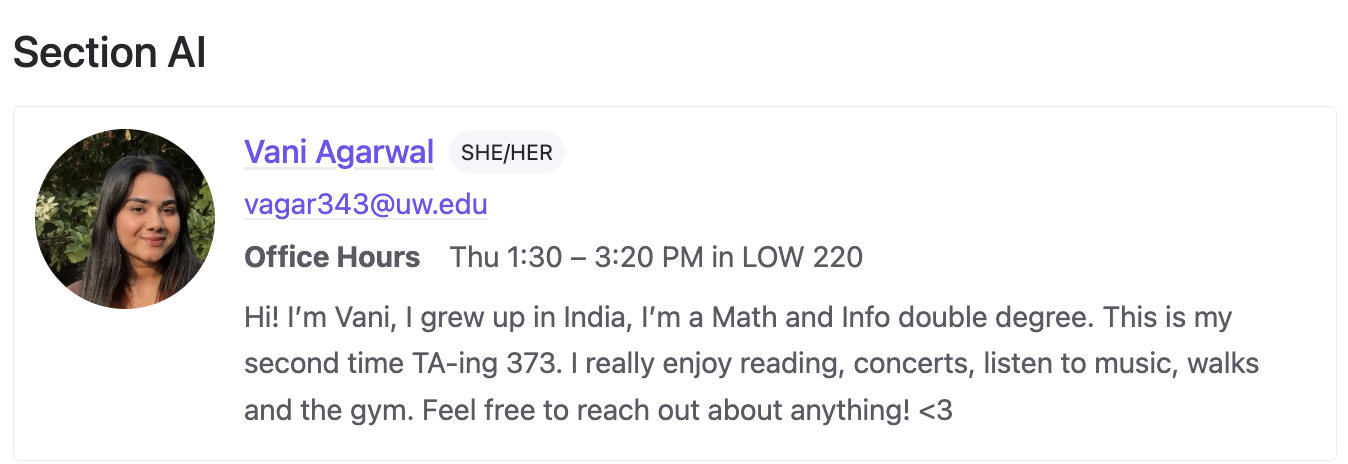 Section AI
Vani Agarwal SHE/HER
vagar343@uw.edu
Office Hours Thu 1:30 – 3:20 PM in LOW 220
Hi! I’m Vani, I grew up in India, I’m a Math and Info double degree. This is my
second time TA-ing 373. I really enjoy reading, concerts, listen to music, walks
and the gym. Feel free to reach out about anything! <3